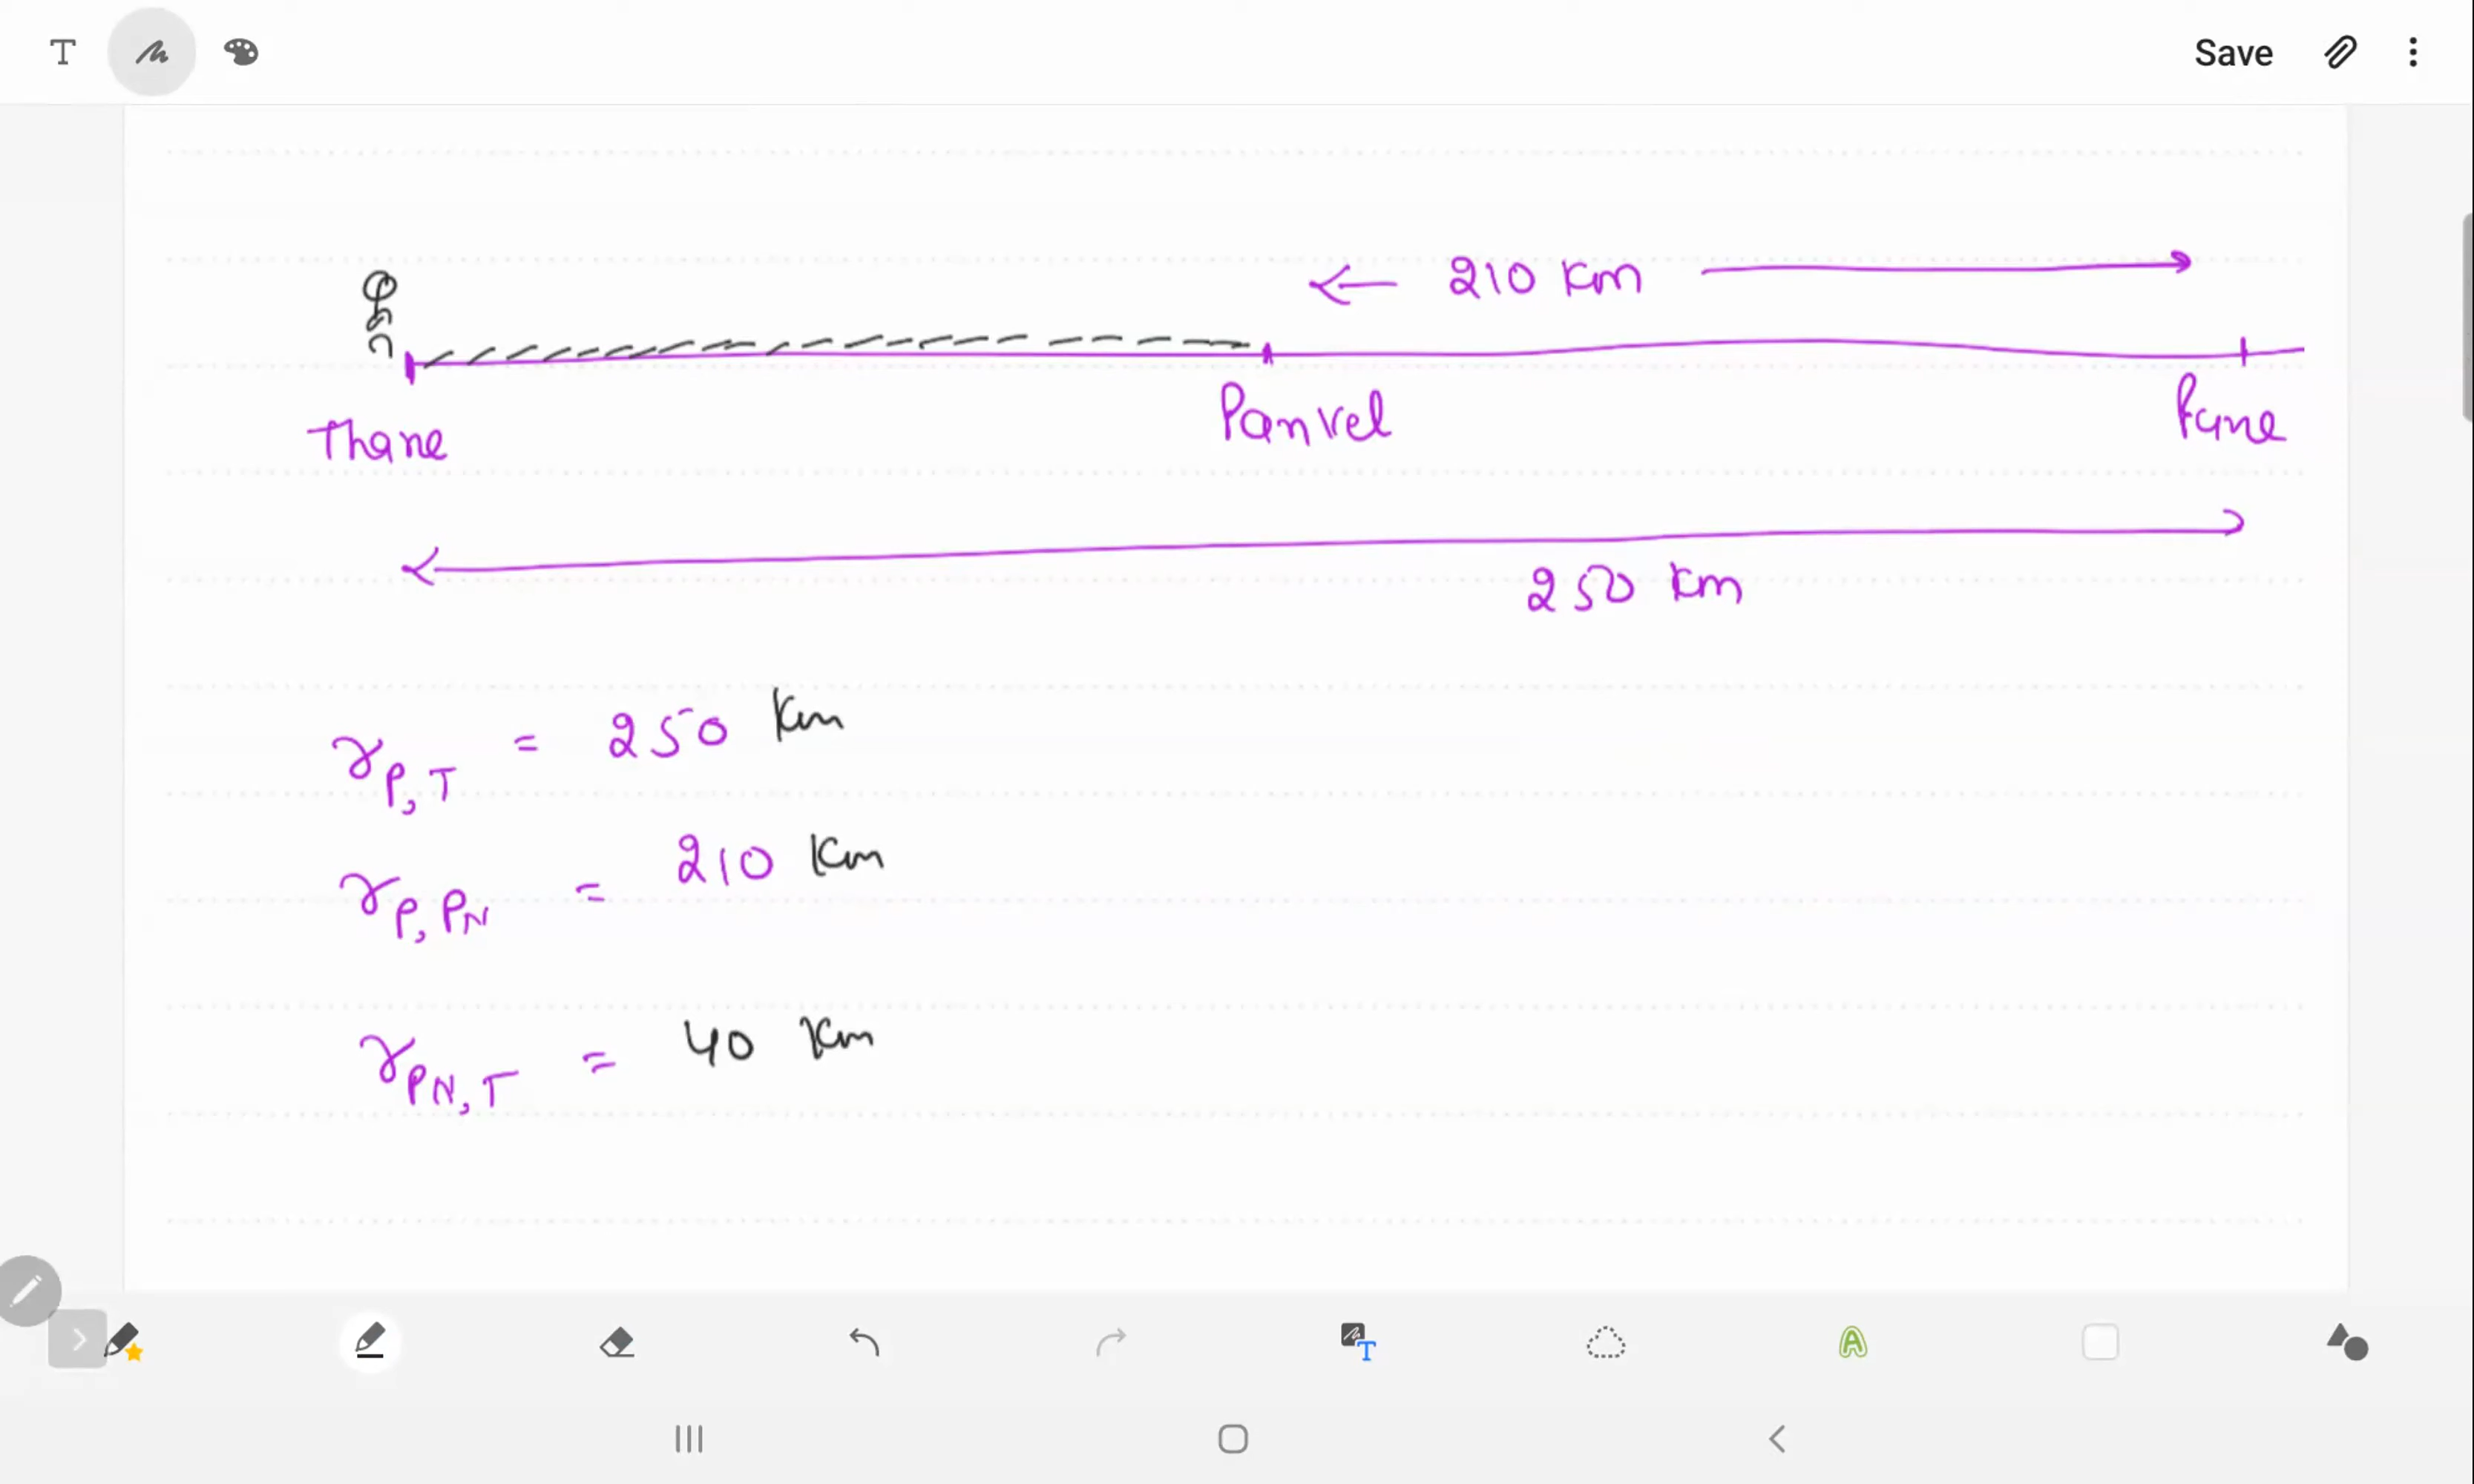 T Save
← 210 km →
Thane Panvel Pune
250 km
r P, T = 250 km
r P, PN = 210 km
r PN, T = 40 km
T A